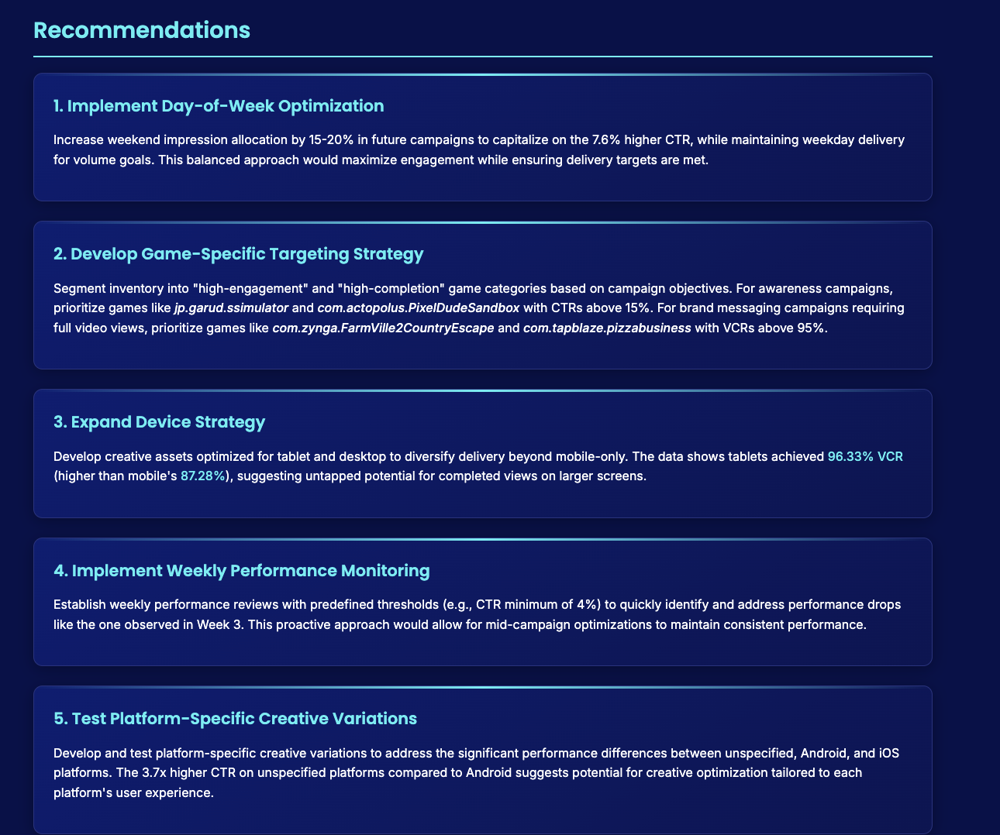 Recommendations
1. Implement Day-of-Week Optimization
Increase weekend impression allocation by 15-20% in future campaigns to capitalize on the 7.6% higher CTR, while maintaining weekday delivery
for volume goals. This balanced approach would maximize engagement while ensuring delivery targets are met.
2. Develop Game-Specific Targeting Strategy
Segment inventory into "high-engagement" and "high-completion" game categories based on campaign objectives. For awareness campaigns,
prioritize games like jp.garud.ssimulator and com.actopolus.PixelDudeSandbox with CTRs above 15%. For brand messaging campaigns requiring
full video views, prioritize games like com.zynga.FarmVille2CountryEscape and com.tapblaze.pizzabusiness with VCRs above 95%.
3. Expand Device Strategy
Develop creative assets optimized for tablet and desktop to diversify delivery beyond mobile-only. The data shows tablets achieved 96.33% VCR
(higher than mobile's 87.28%), suggesting untapped potential for completed views on larger screens.
4. Implement Weekly Performance Monitoring
Establish weekly performance reviews with predefined thresholds (e.g., CTR minimum of 4%) to quickly identify and address performance drops
like the one observed in Week 3. This proactive approach would allow for mid-campaign optimizations to maintain consistent performance.
5. Test Platform-Specific Creative Variations
Develop and test platform-specific creative variations to address the significant performance differences between unspecified, Android, and iOS
platforms. The 3.7x higher CTR on unspecified platforms compared to Android suggests potential for creative optimization tailored to each
platform's user experience.